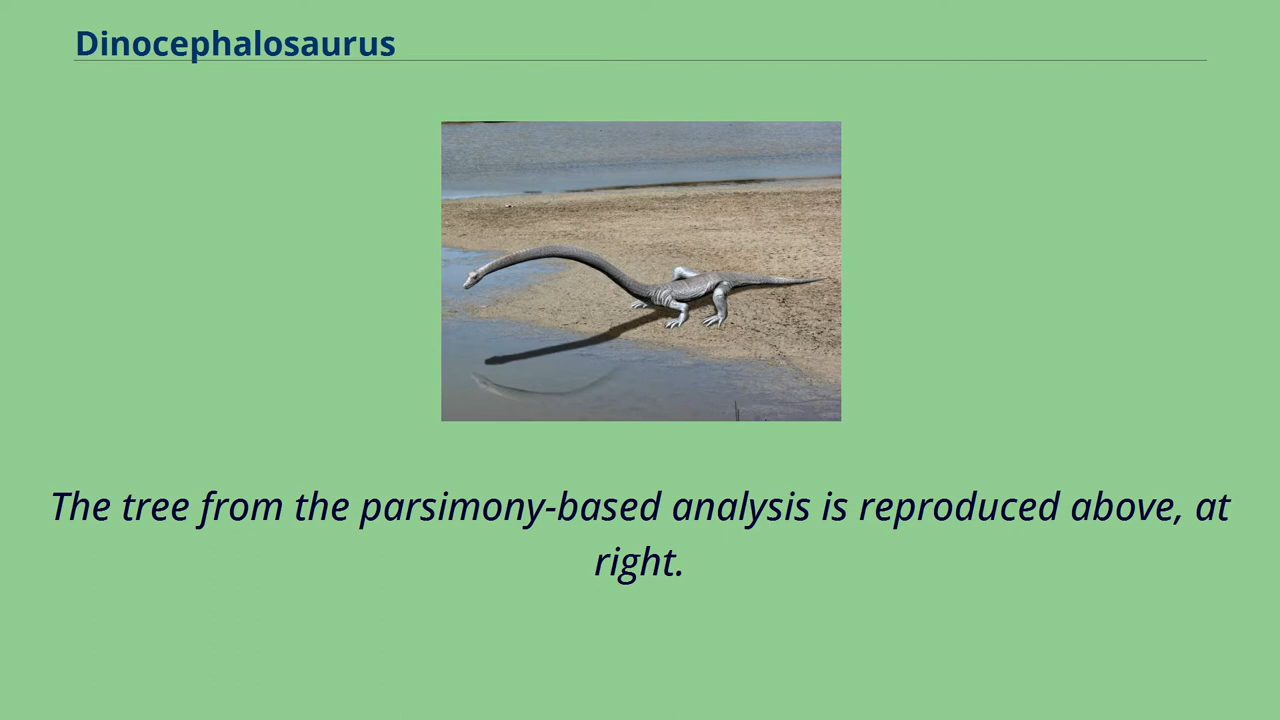 Dinocephalosaurus
The tree from the parsimony-based analysis is reproduced above, at
right.